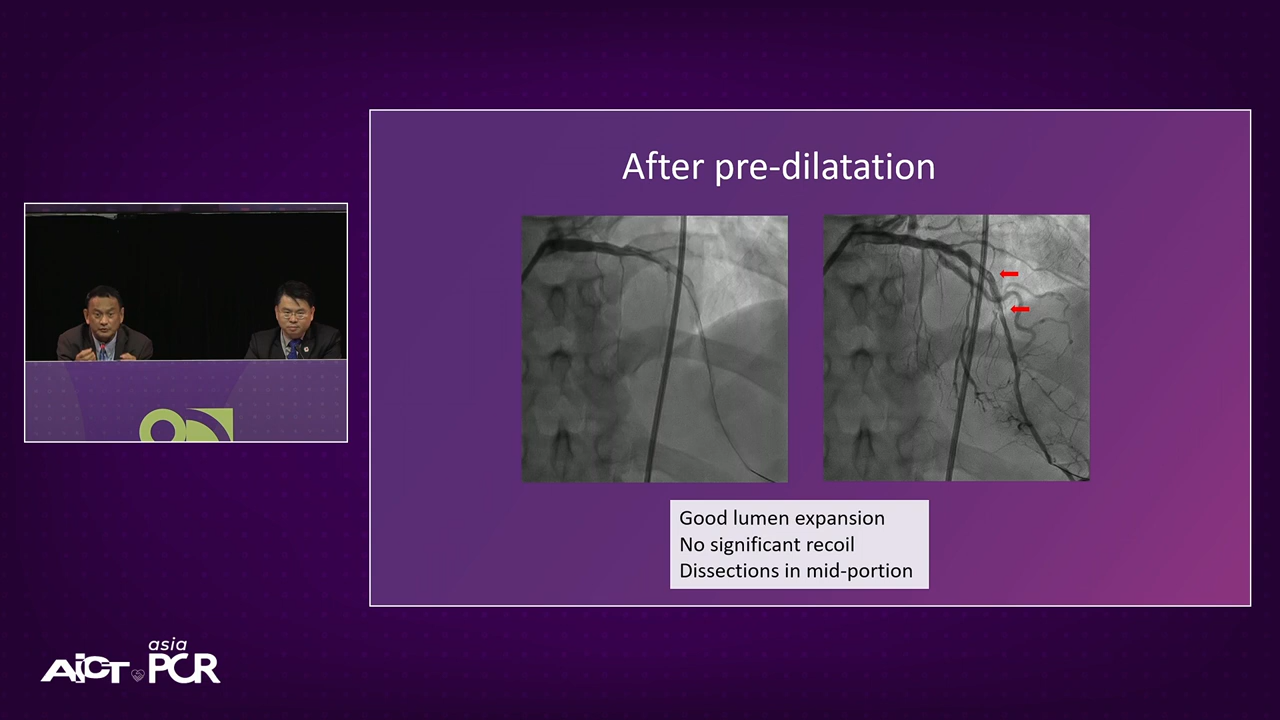 After pre-dilatation
Good lumen expansion
No significant recoil
Dissections in mid-portion
AICT asia PCR